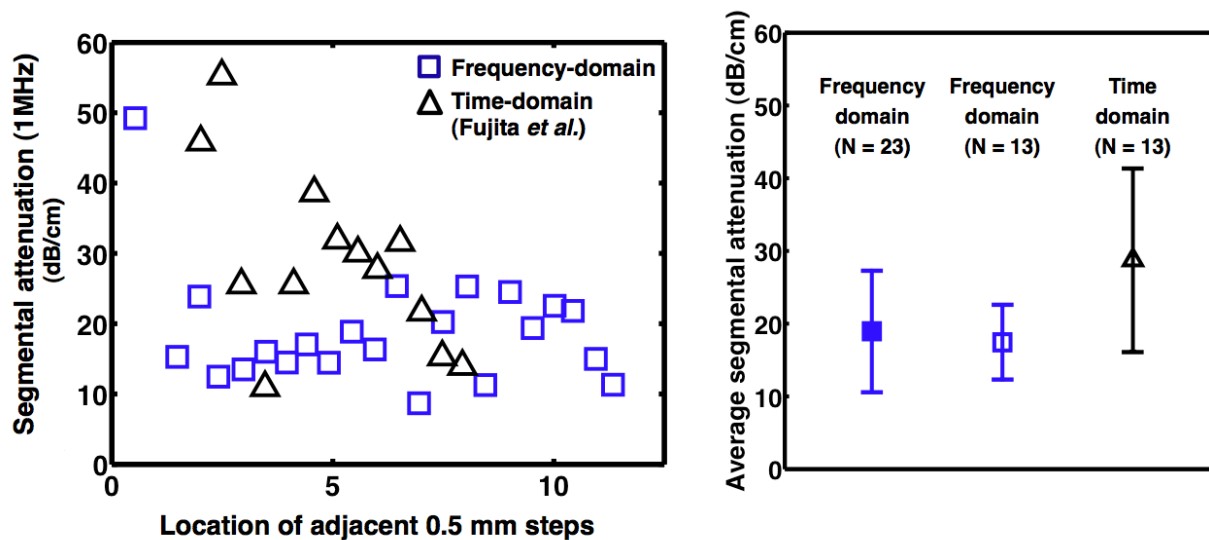 Segmental attenuation (1MHz)
(dB/cm)
60
50
40
30
20
10
0
0
5
10
Location of adjacent 0.5 mm steps
Frequency-domain
Time-domain
(Fujita et al.)
Average segmental attenuation (dB/cm)
60
50
40
30
20
10
0
Frequency
domain
(N = 23)
Frequency
domain
(N = 13)
Time
domain
(N = 13)